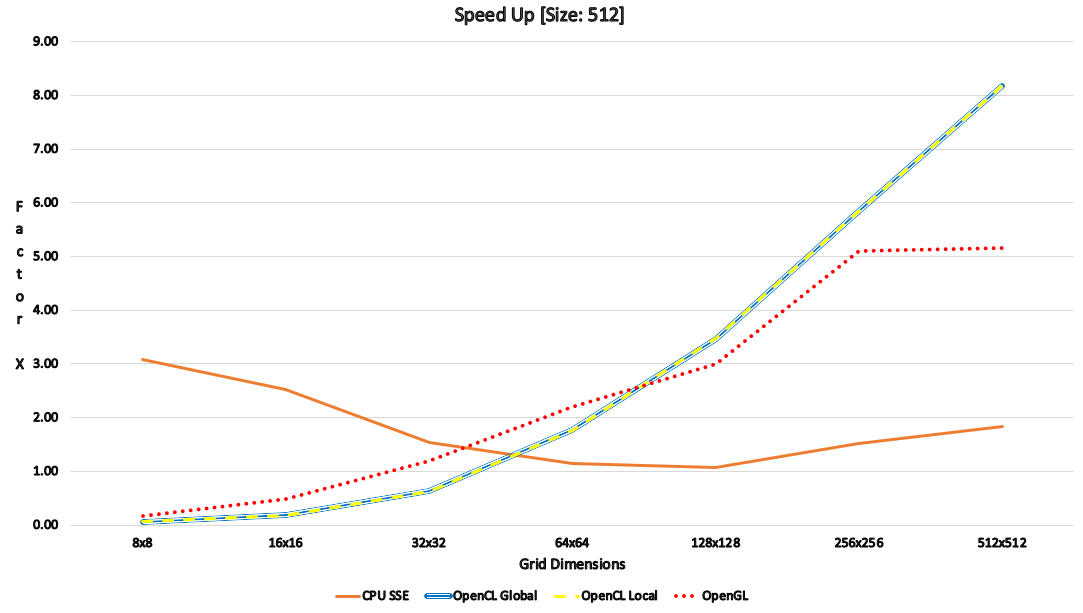 Speed Up [Size: 512]
9.00
8.00
7.00
6.00
5.00
4.00
3.00
2.00
1.00
0.00
Factor X
8x8 16x16 32x32 64x64 128x128 256x256 512x512
Grid Dimensions
CPU SSE OpenCL Global OpenCL Local OpenGL